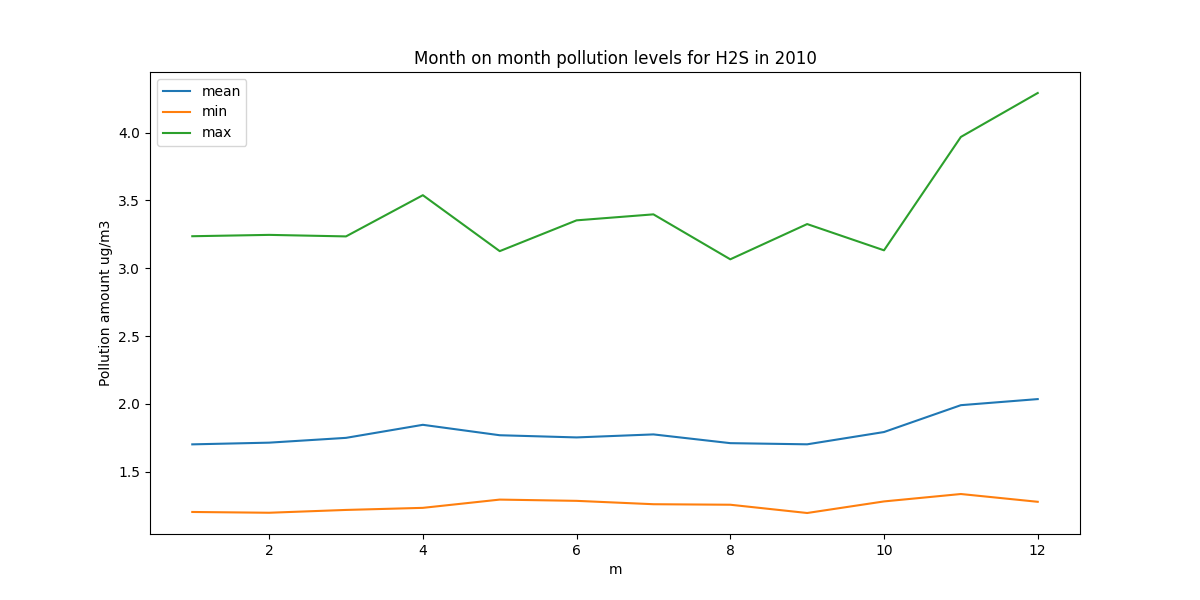 Month on month pollution levels for H2S in 2010
mean
min
max
Pollution amount ug/m3
4.0
3.5
3.0
2.5
2.0
1.5
2 4 6 8 10 12
m